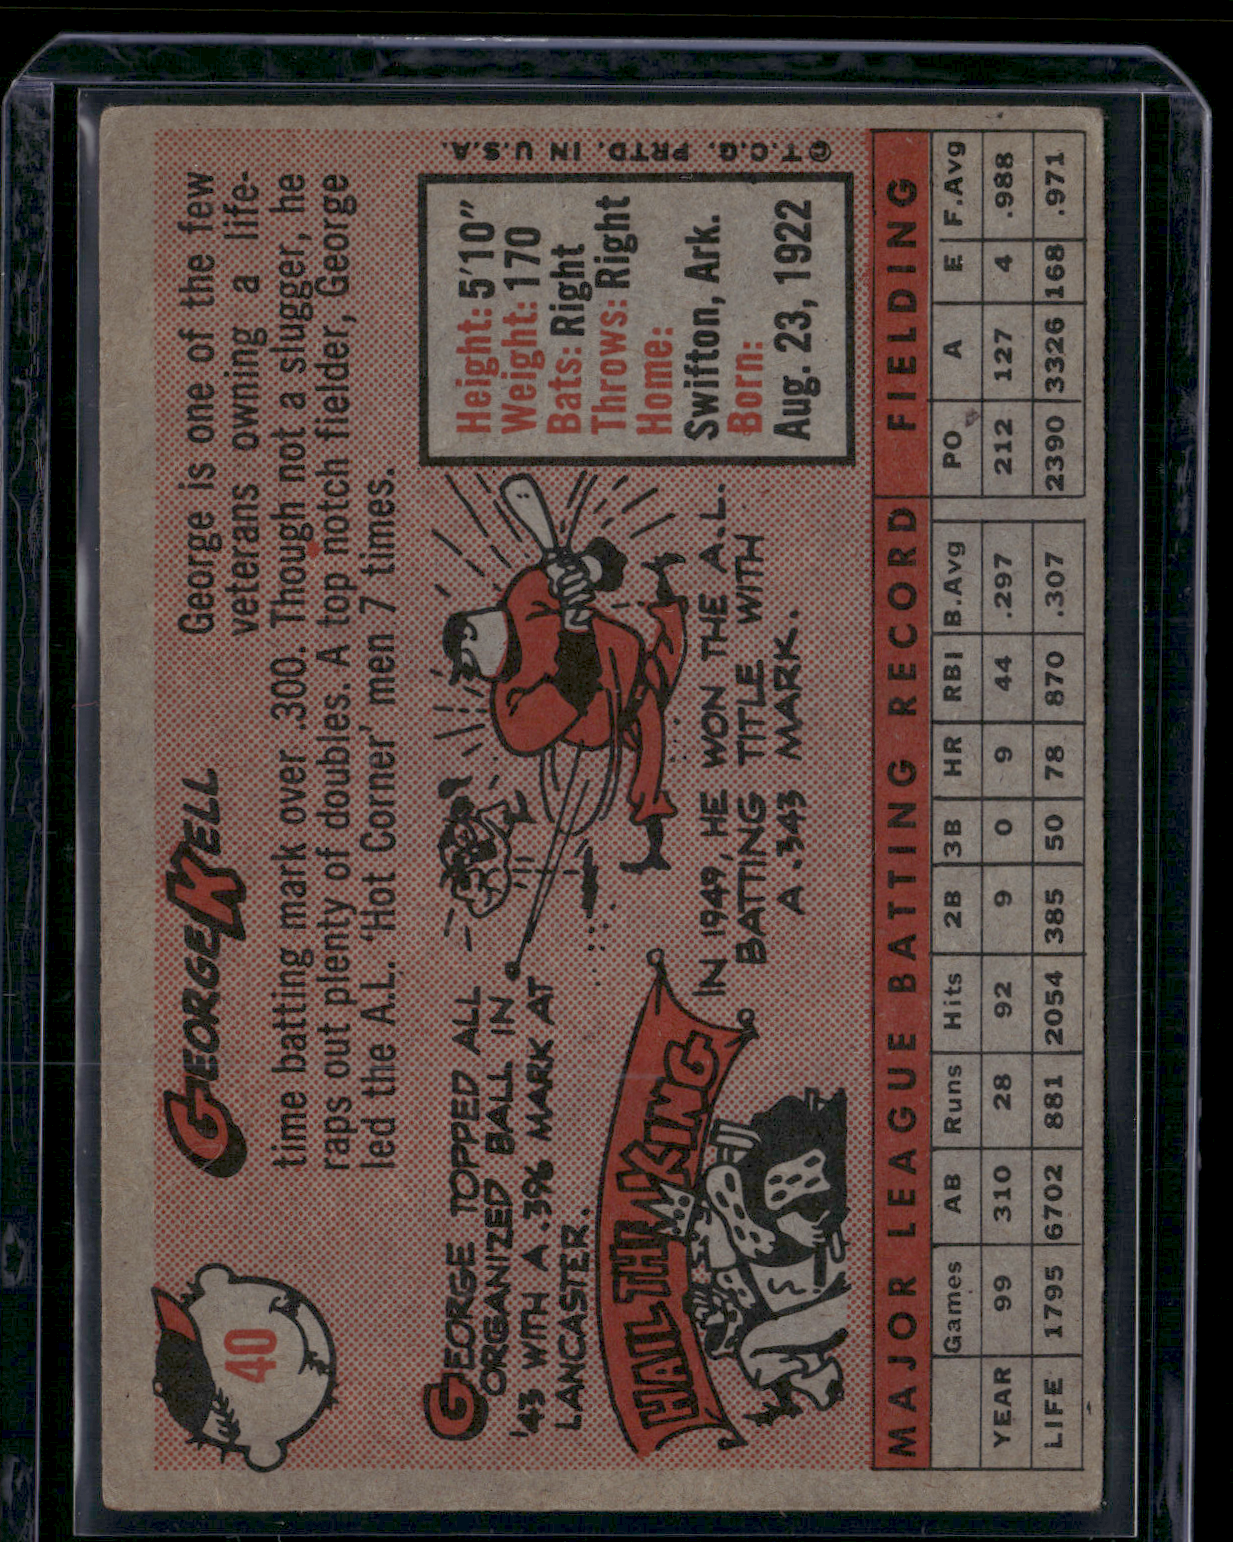 40
GEORGE KELL
George is one of the few
veterans owning a life-
time batting mark over .300. Though not a slugger, he
raps out plenty of doubles. A top notch fielder, George
led the A.L. 'Hot Corner' men 7 times.
GEORGE TOPPED ALL
ORGANIZED BALL IN
'43 WITH A .396 MARK AT
LANCASTER.
HAIL TH' KING
IN 1949, HE WON THE A.L.
BATTING TITLE WITH
A .343 MARK.
Height: 5'10"
Weight: 170
Bats: Right
Throws: Right
Home:
Swifton, Ark.
Born:
Aug. 23, 1922
© T.C.G. PRTD. IN U.S.A.
MAJOR LEAGUE BATTING RECORD FIELDING
Games AB Runs Hits 2B 3B HR RBI B.Avg PO A E F.Avg
YEAR 99 310 28 92 9 0 9 44 .297 212 127 4 .988
LIFE 1795 6702 881 2054 385 50 78 870 .307 2390 3326 168 .971